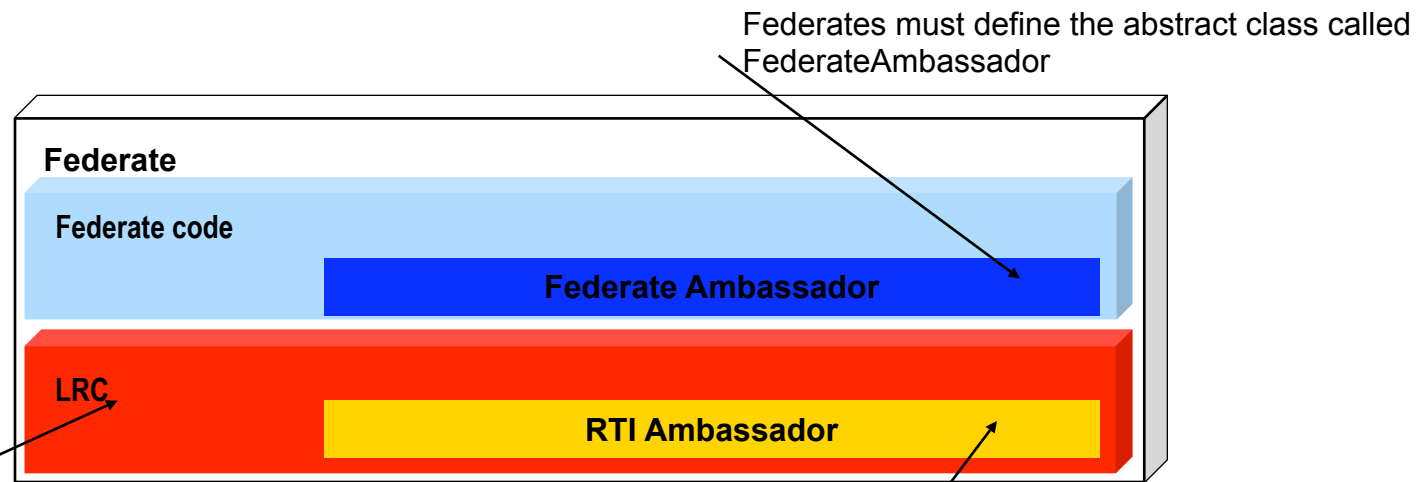 Federates must define the abstract class called
FederateAmbassador
Federate
Federate code
Federate Ambassador
LRC
RTI Ambassador